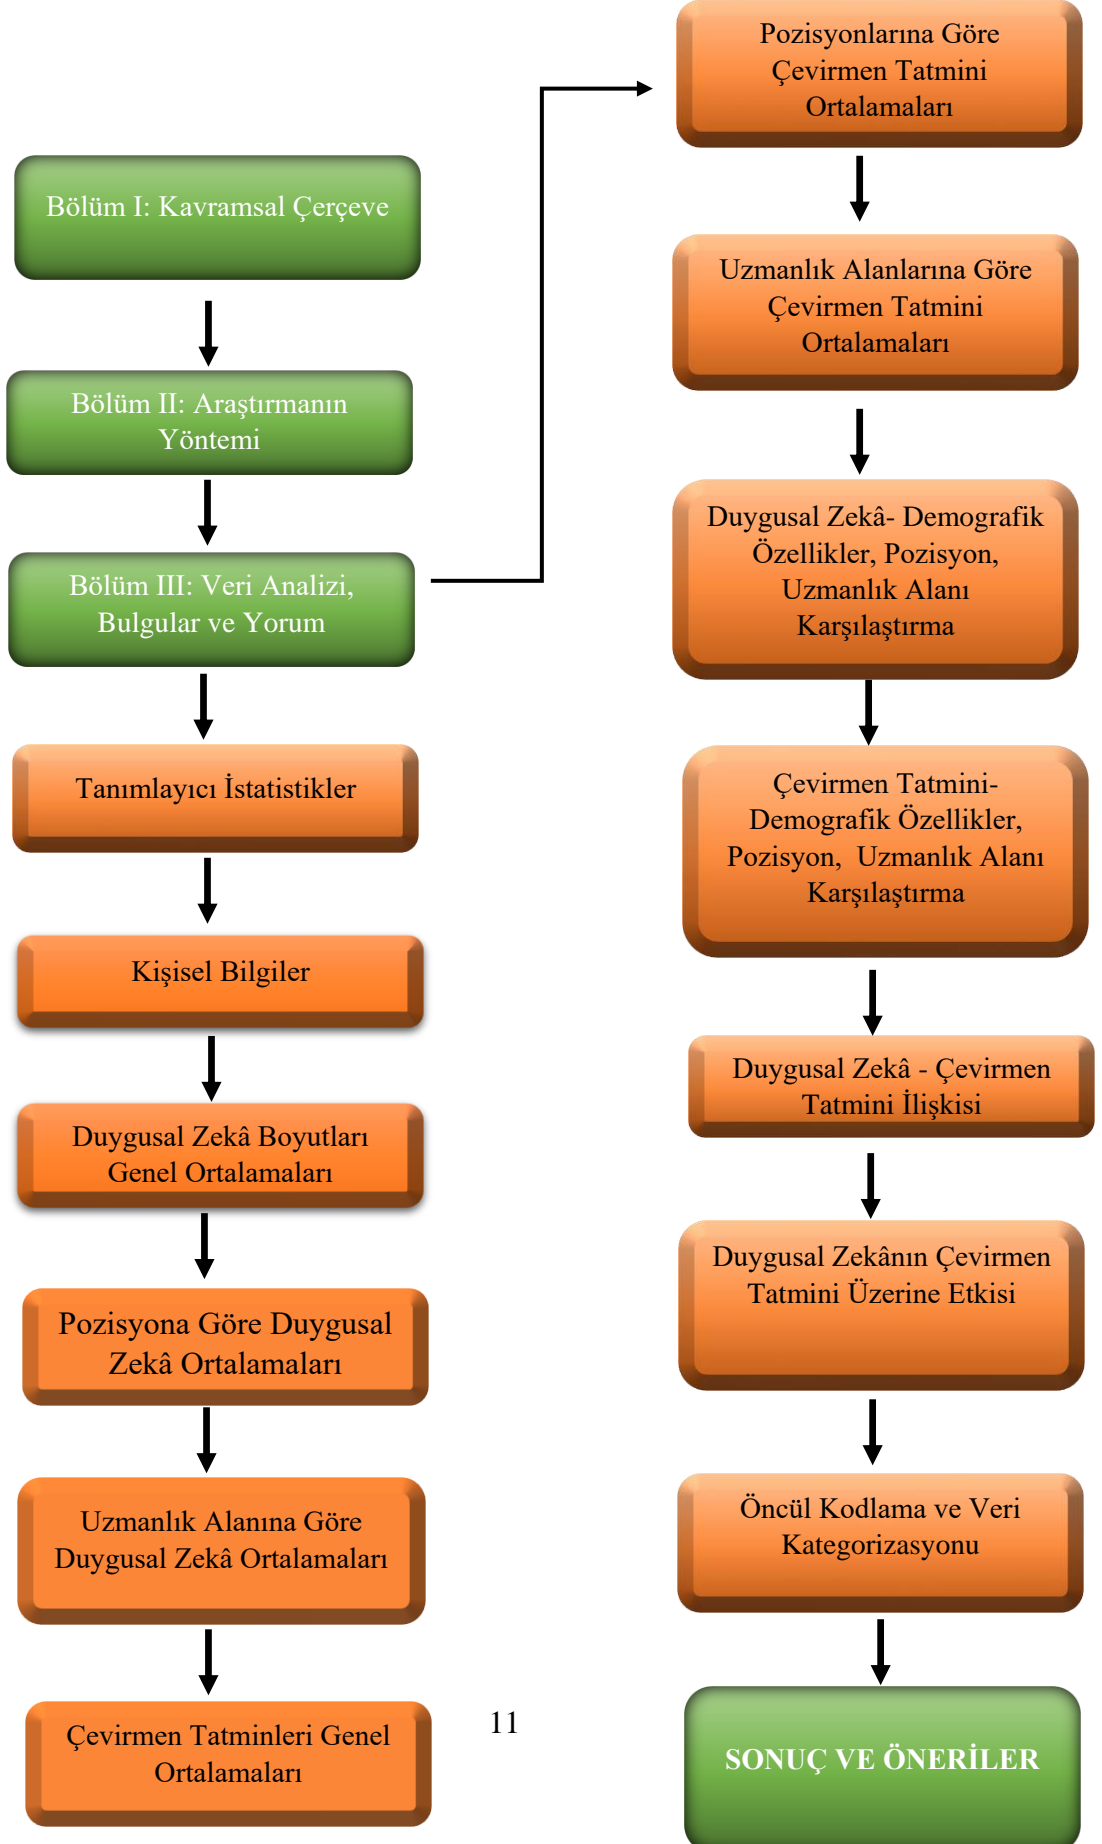 Bölüm I: Kavramsal Çerçeve
Bölüm II: Araştırmanın
Yöntemi
Bölüm III: Veri Analizi,
Bulgular ve Yorum
Tanımlayıcı İstatistikler
Kişisel Bilgiler
Duygusal Zekâ Boyutları
Genel Ortalamaları
Pozisyona Göre Duygusal
Zekâ Ortalamaları
Uzmanlık Alanına Göre
Duygusal Zekâ Ortalamaları
Çevirmen Tatminleri Genel
Ortalamaları
Pozisyonlarına Göre
Çevirmen Tatmini
Ortalamaları
Uzmanlık Alanlarına Göre
Çevirmen Tatmini
Ortalamaları
Duygusal Zekâ- Demografik
Özellikler, Pozisyon,
Uzmanlık Alanı
Karşılaştırma
Çevirmen Tatmini-
Demografik Özellikler,
Pozisyon, Uzmanlık Alanı
Karşılaştırma
Duygusal Zekâ - Çevirmen
Tatmini İlişkisi
Duygusal Zekânın Çevirmen
Tatmini Üzerine Etkisi
Öncül Kodlama ve Veri
Kategorizasyonu
SONUÇ VE ÖNERİLER
11